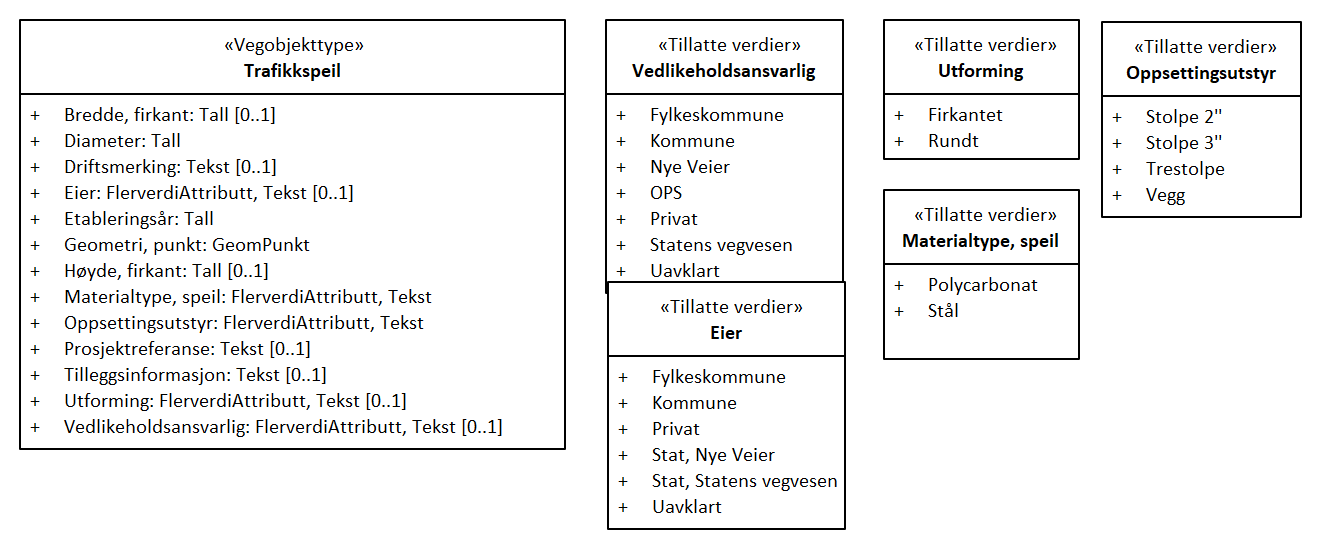 «Vegobjekttype»
Trafikkspeil
+ Bredde, firkant: Tall [0..1]
+ Diameter: Tall
+ Driftsmerking: Tekst [0..1]
+ Eier: FlerverdiAttributt, Tekst [0..1]
+ Etableringsår: Tall
+ Geometri, punkt: GeomPunkt
+ Høyde, firkant: Tall [0..1]
+ Materialtype, speil: FlerverdiAttributt, Tekst
+ Oppsettingsutstyr: FlerverdiAttributt, Tekst
+ Prosjektreferanse: Tekst [0..1]
+ Tilleggsinformasjon: Tekst [0..1]
+ Utforming: FlerverdiAttributt, Tekst [0..1]
+ Vedlikeholdsansvarlig: FlerverdiAttributt, Tekst [0..1]
«Tillatte verdier»
Vedlikeholdsansvarlig
+ Fylkeskommune
+ Kommune
+ Nye Veier
+ OPS
+ Privat
+ Statens vegvesen
+ Uavklart
«Tillatte verdier»
Eier
+ Fylkeskommune
+ Kommune
+ Privat
+ Stat, Nye Veier
+ Stat, Statens vegvesen
+ Uavklart
«Tillatte verdier»
Utforming
+ Firkantet
+ Rundt
«Tillatte verdier»
Materialtype, speil
+ Polycarbonat
+ Stål
«Tillatte verdier»
Oppsettingsutstyr
+ Stolpe 2"
+ Stolpe 3"
+ Trestolpe
+ Vegg